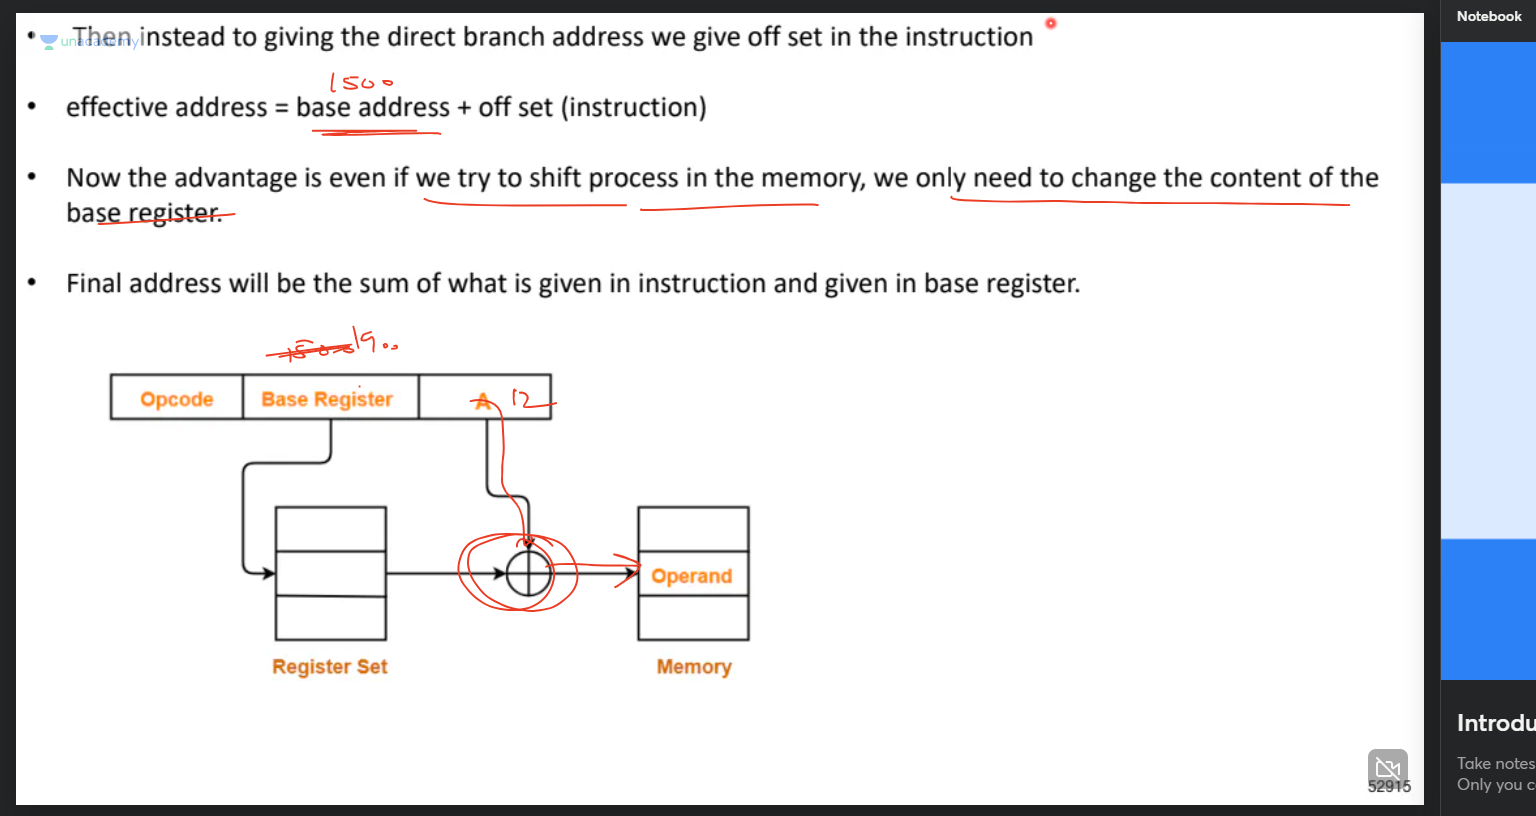 Notebook
• Then instead to giving the direct branch address we give off set in the instruction
unacademy
1500
• effective address = base address + off set (instruction)
• Now the advantage is even if we try to shift process in the memory, we only need to change the content of the
base register.
• Final address will be the sum of what is given in instruction and given in base register.
1900
Opcode Base Register A 12
Operand
Register Set Memory
Introdu
Take notes
Only you c
52915